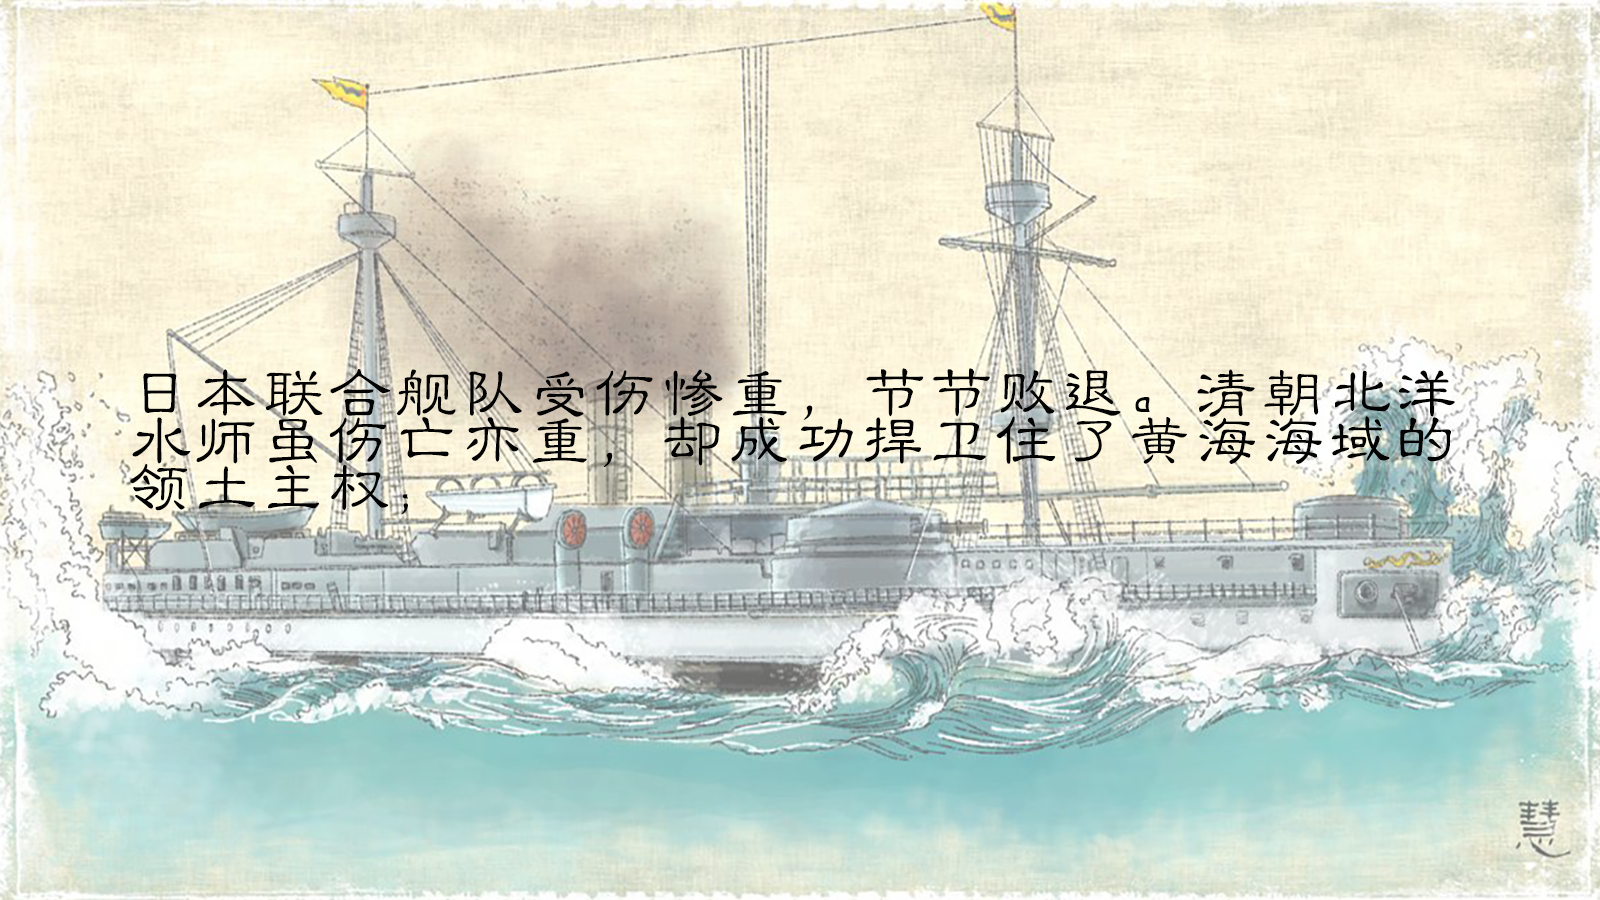 日本联合舰队受伤惨重，节节败退。清朝北洋
水师虽伤亡亦重，却成功捍卫住了黄海海域的
领土主权；
慧